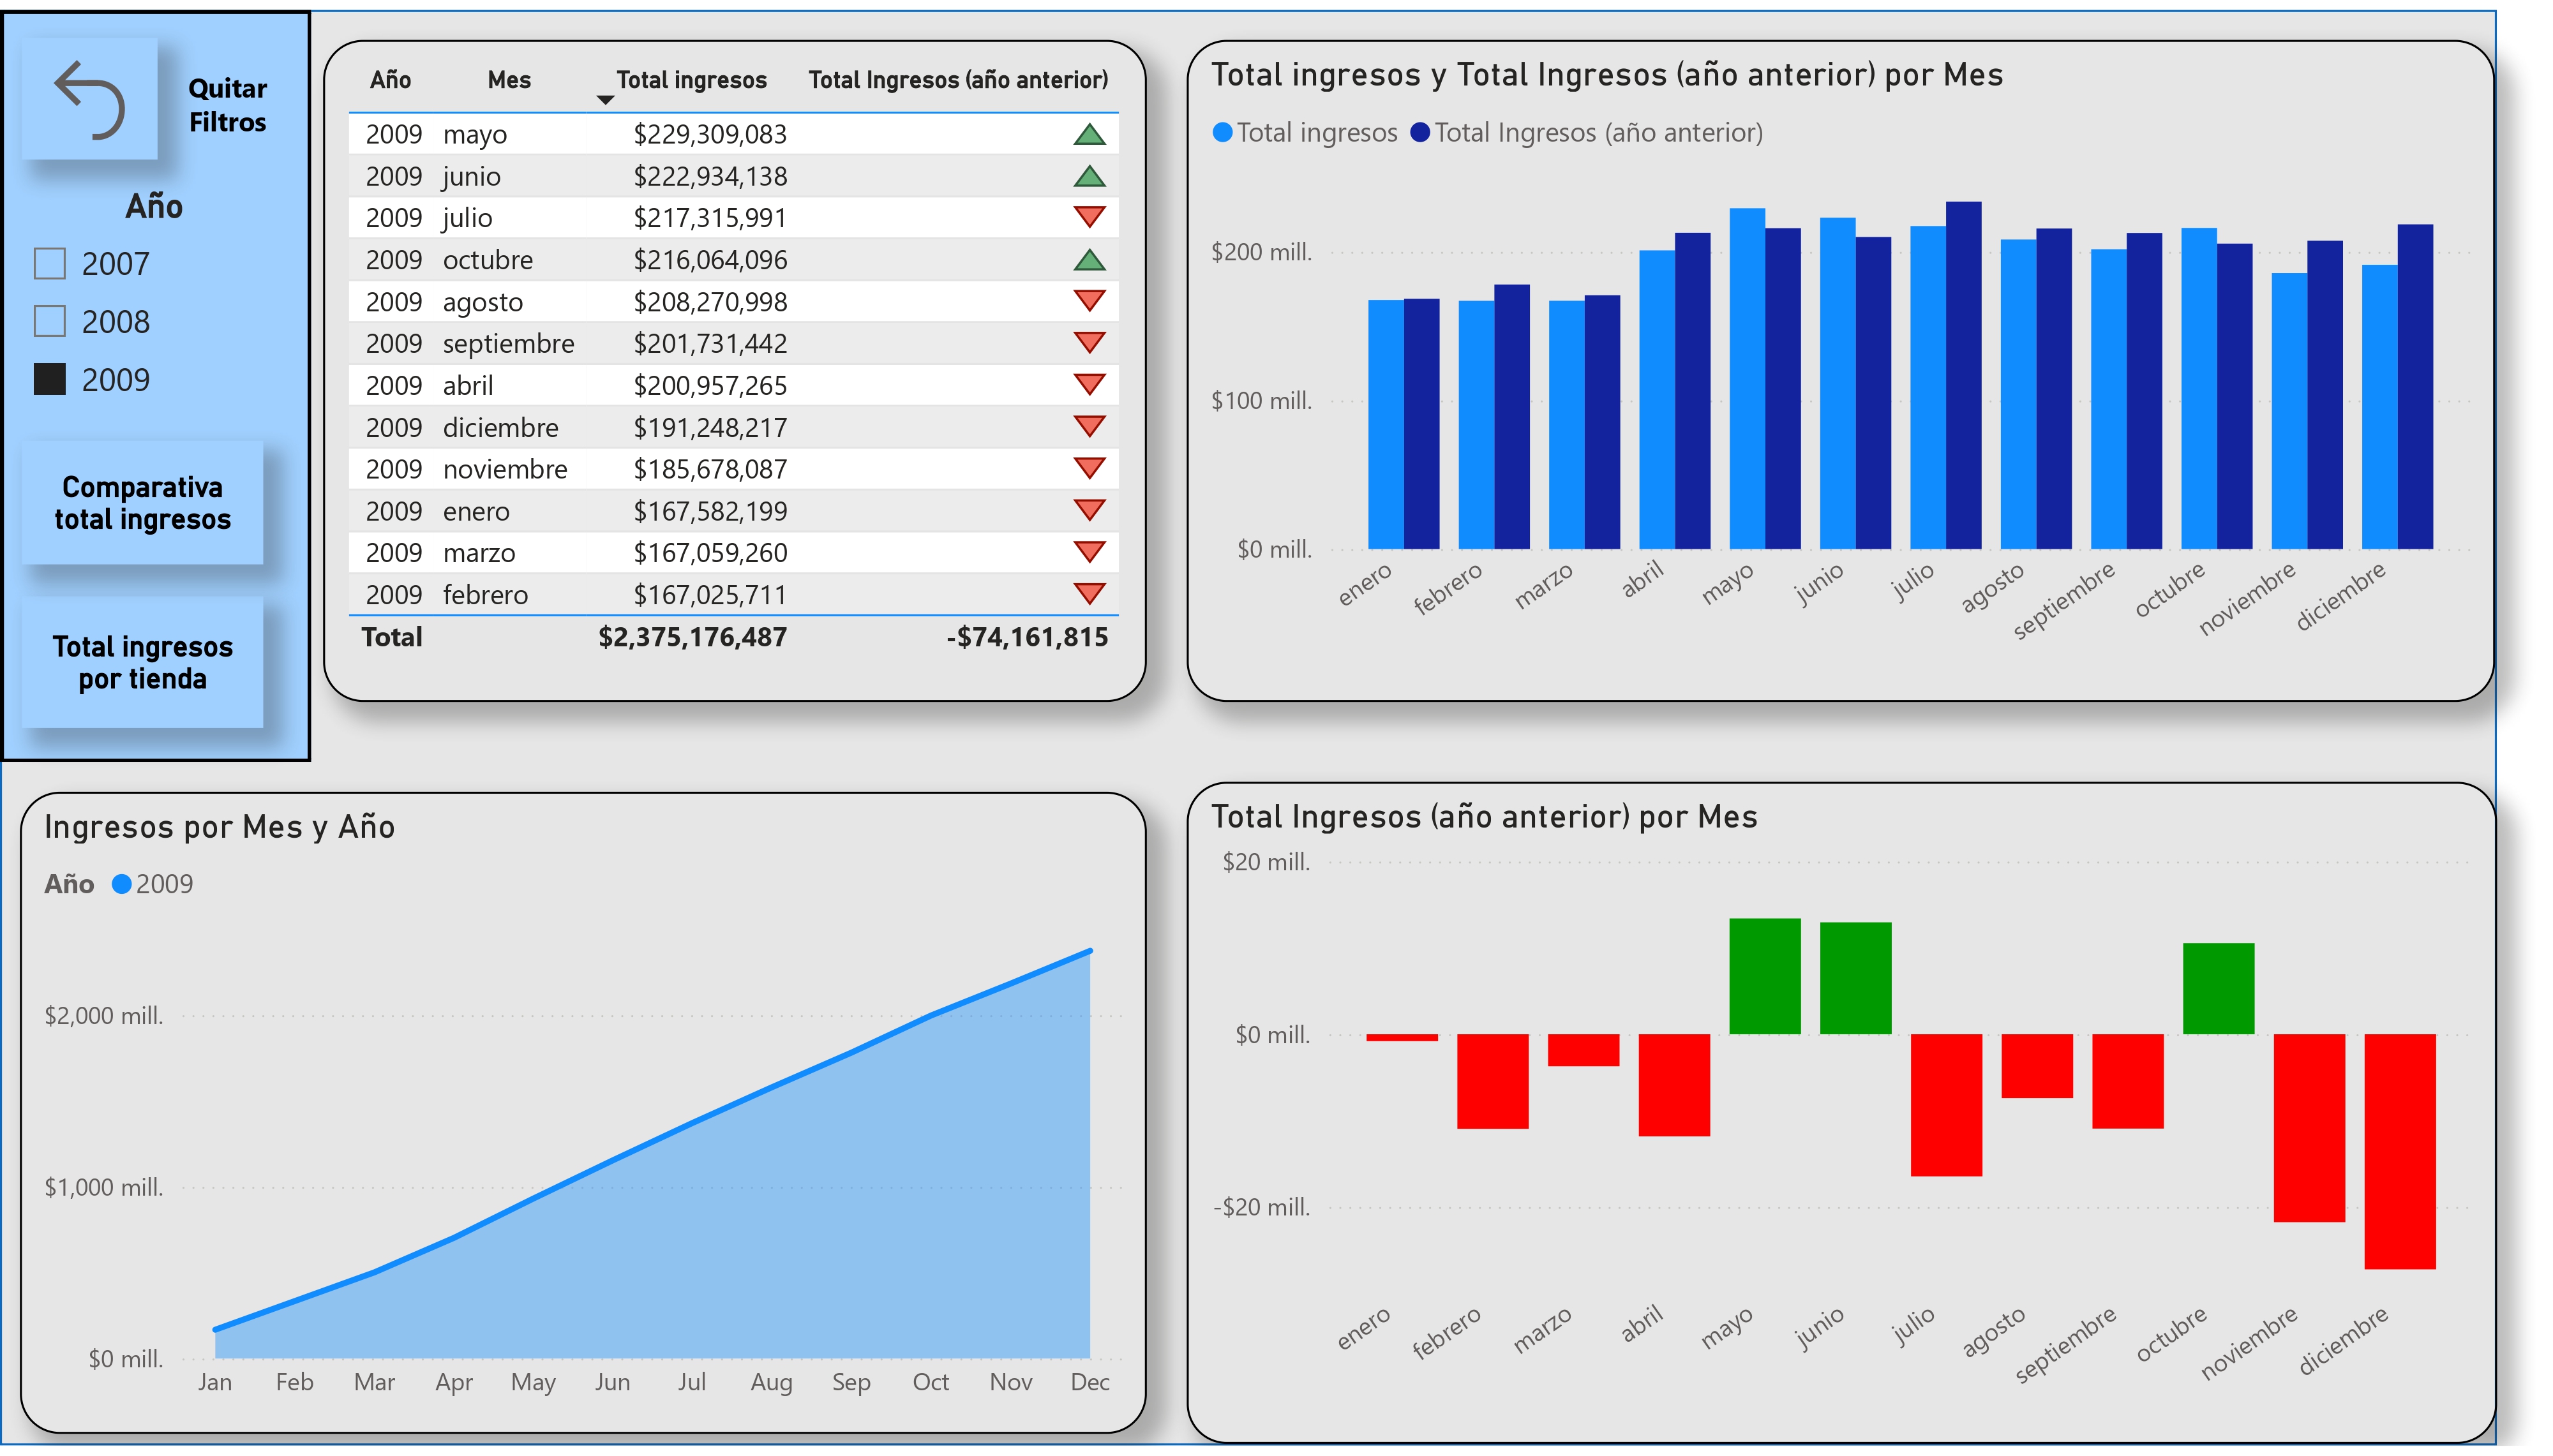 Quitar
Filtros
Año
2007
2008
2009
Comparativa
total ingresos
Total ingresos
por tienda
Año Mes Total ingresos Total Ingresos (año anterior)
2009 mayo $229,309,083
2009 junio $222,934,138
2009 julio $217,315,991
2009 octubre $216,064,096
2009 agosto $208,270,998
2009 septiembre $201,731,442
2009 abril $200,957,265
2009 diciembre $191,248,217
2009 noviembre $185,678,087
2009 enero $167,582,199
2009 marzo $167,059,260
2009 febrero $167,025,711
Total $2,375,176,487 -$74,161,815
Total ingresos y Total Ingresos (año anterior) por Mes
Total ingresos Total Ingresos (año anterior)
$200 mill.
$100 mill.
$0 mill.
enero febrero marzo abril mayo junio julio agosto septiembre octubre noviembre diciembre
Ingresos por Mes y Año
Año 2009
$2,000 mill.
$1,000 mill.
$0 mill.
Jan Feb Mar Apr May Jun Jul Aug Sep Oct Nov Dec
Total Ingresos (año anterior) por Mes
$20 mill.
$0 mill.
-$20 mill.
enero febrero marzo abril mayo junio julio agosto septiembre octubre noviembre diciembre